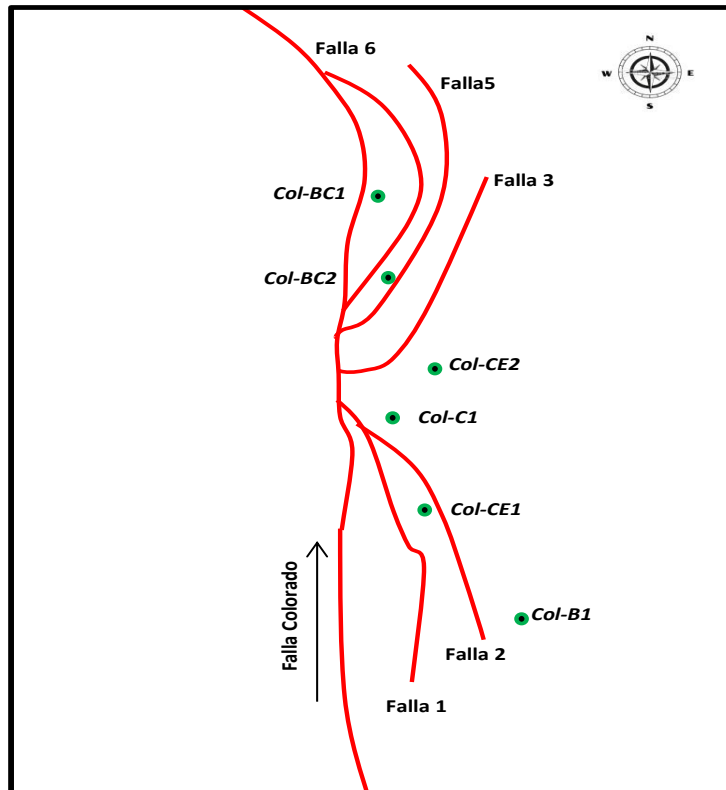 N
Falla 6
W
E
Falla5
S
Falla 3
Col-BC1
Col-BC2
Col-CE2
Col-C1
Col-CE1
Falla Colorado
Col-B1
Falla 2
Falla 1